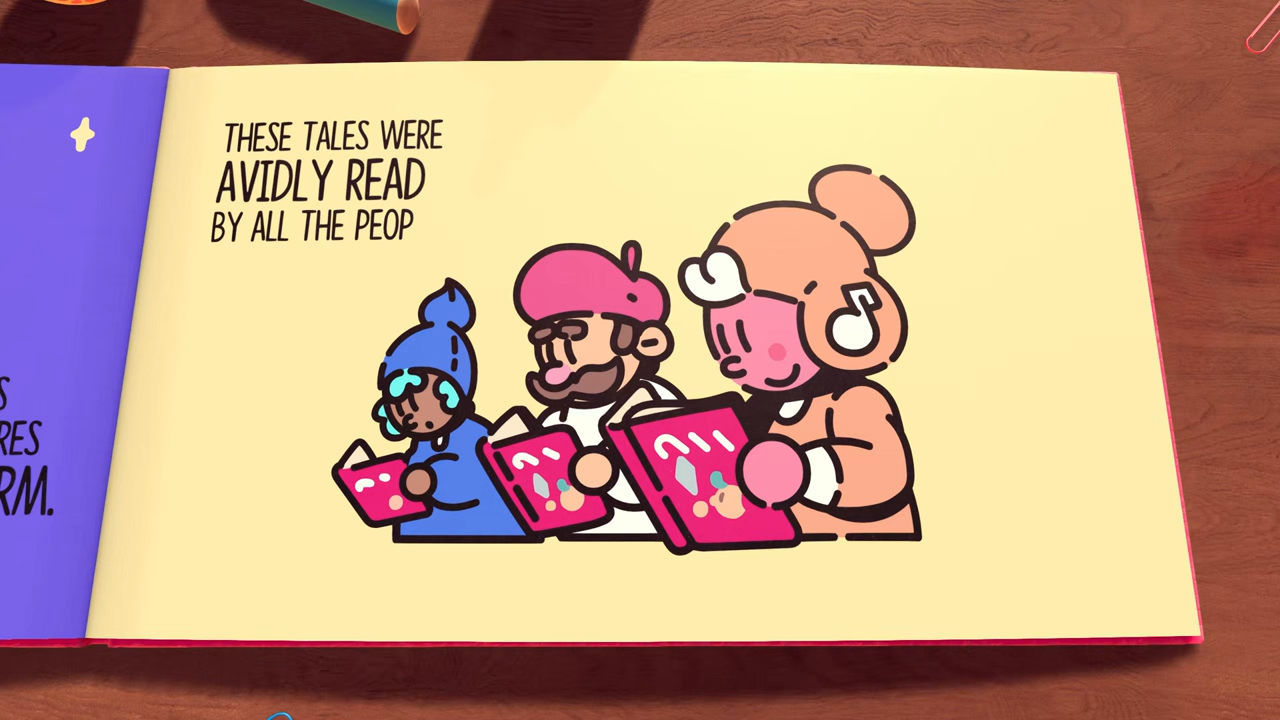 S
RES
RM.
THESE TALES WERE
AVIDLY READ
BY ALL THE PEOP